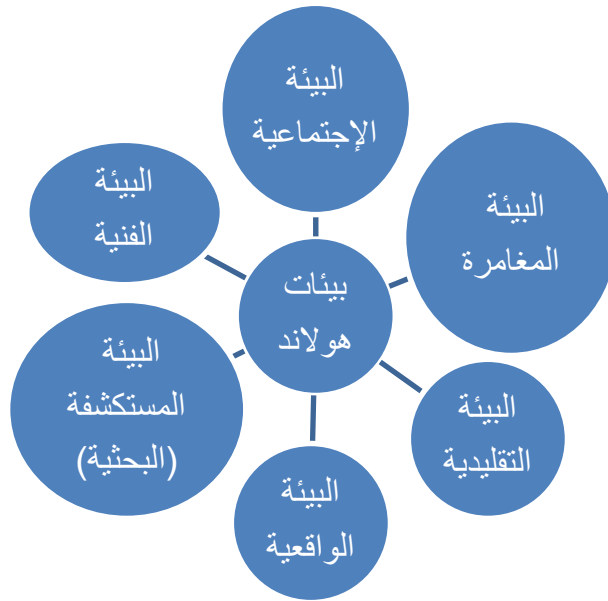 البيئة
الإجتماعية
البيئة
المغامرة
البيئة
الفنية
بيئات
هولاند
البيئة
المستكشفة
(البحثية)
البيئة
التقليدية
البيئة
الواقعية